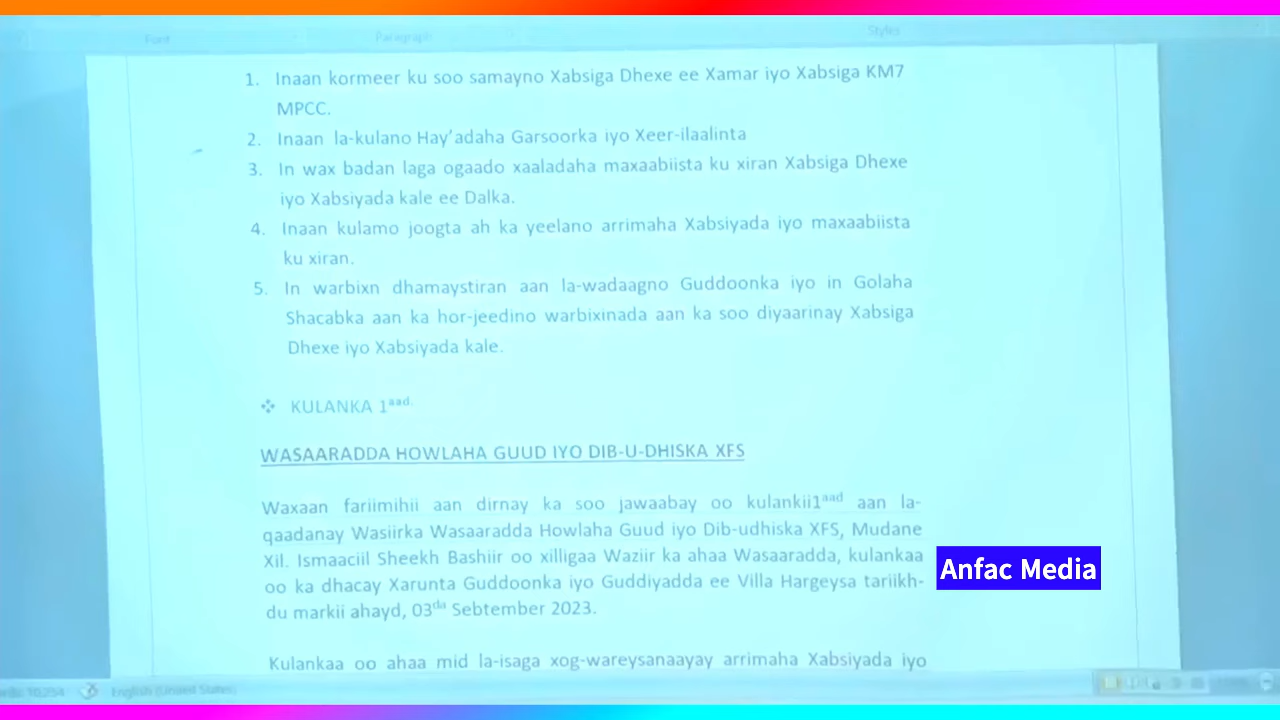 Font Paragraph Styles
1. Inaan kormeer ku soo samayno Xabsiga Dhexe ee Xamar iyo Xabsiga KM7
MPCC.
2. Inaan la-kulano Hay'adaha Garsoorka iyo Xeer-ilaalinta
3. In wax badan laga ogaado xaaladaha maxaabiista ku xiran Xabsiga Dhexe
iyo Xabsiyada kale ee Dalka.
4. Inaan kulamo joogta ah ka yeelano arrimaha Xabsiyada iyo maxaabiista
ku xiran.
5. In warbixn dhamaystiran aan la-wadaagno Guddoonka iyo in Golaha
Shacabka aan ka hor-jeedino warbixinada aan ka soo diyaarinay Xabsiga
Dhexe iyo Xabsiyada kale.
❖ KULANKA 1aad.
WASAARADDA HOWLAHA GUUD IYO DIB-U-DHISKA XFS
Waxaan fariimihii aan dirnay ka soo jawaabay oo kulankii1aad aan la-
qaadanay Wasiirka Wasaaradda Howlaha Guud iyo Dib-udhiska XFS, Mudane
Xil. Ismaaciil Sheekh Bashiir oo xilligaa Waziir ka ahaa Wasaaradda, kulankaa
oo ka dhacay Xarunta Guddoonka iyo Guddiyadda ee Villa Hargeysa tariikh-
du markii ahayd, 03da Sebtember 2023.
Anfac Media
Kulankaa oo ahaa mid la-isaga xog-wareysanaayay arrimaha Xabsiyada iyo
English (United States)